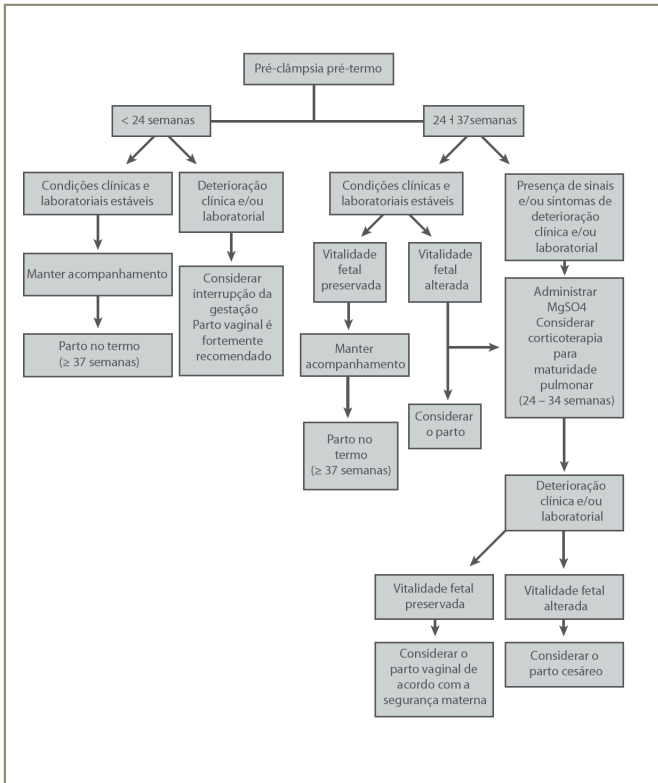 Pré-clâmpsia pré-termo
< 24 semanas
24 ┤ 37semanas
Condições clínicas e
laboratoriais estáveis
Deterioração
clínica e/ou
laboratorial
Condições clínicas e
laboratoriais estáveis
Presença de sinais
e/ou sintomas de
deterioração
clínica e/ou
laboratorial
Manter acompanhamento
Considerar
interrupção da
gestação
Parto vaginal é
fortemente
recomendado
Vitalidade
fetal
preservada
Vitalidade
fetal
alterada
Administrar
MgSO4
Considerar
corticoterapia
para
maturidade
pulmonar
(24 – 34 semanas)
Parto no termo
(≥ 37 semanas)
Manter
acompanhamento
Considerar
o parto
Parto no
termo
(≥ 37 semanas)
Deterioração
clínica e/ou
laboratorial
Vitalidade fetal
preservada
Vitalidade fetal
alterada
Considerar o
parto vaginal de
acordo com a
segurança materna
Considerar o
parto cesáreo